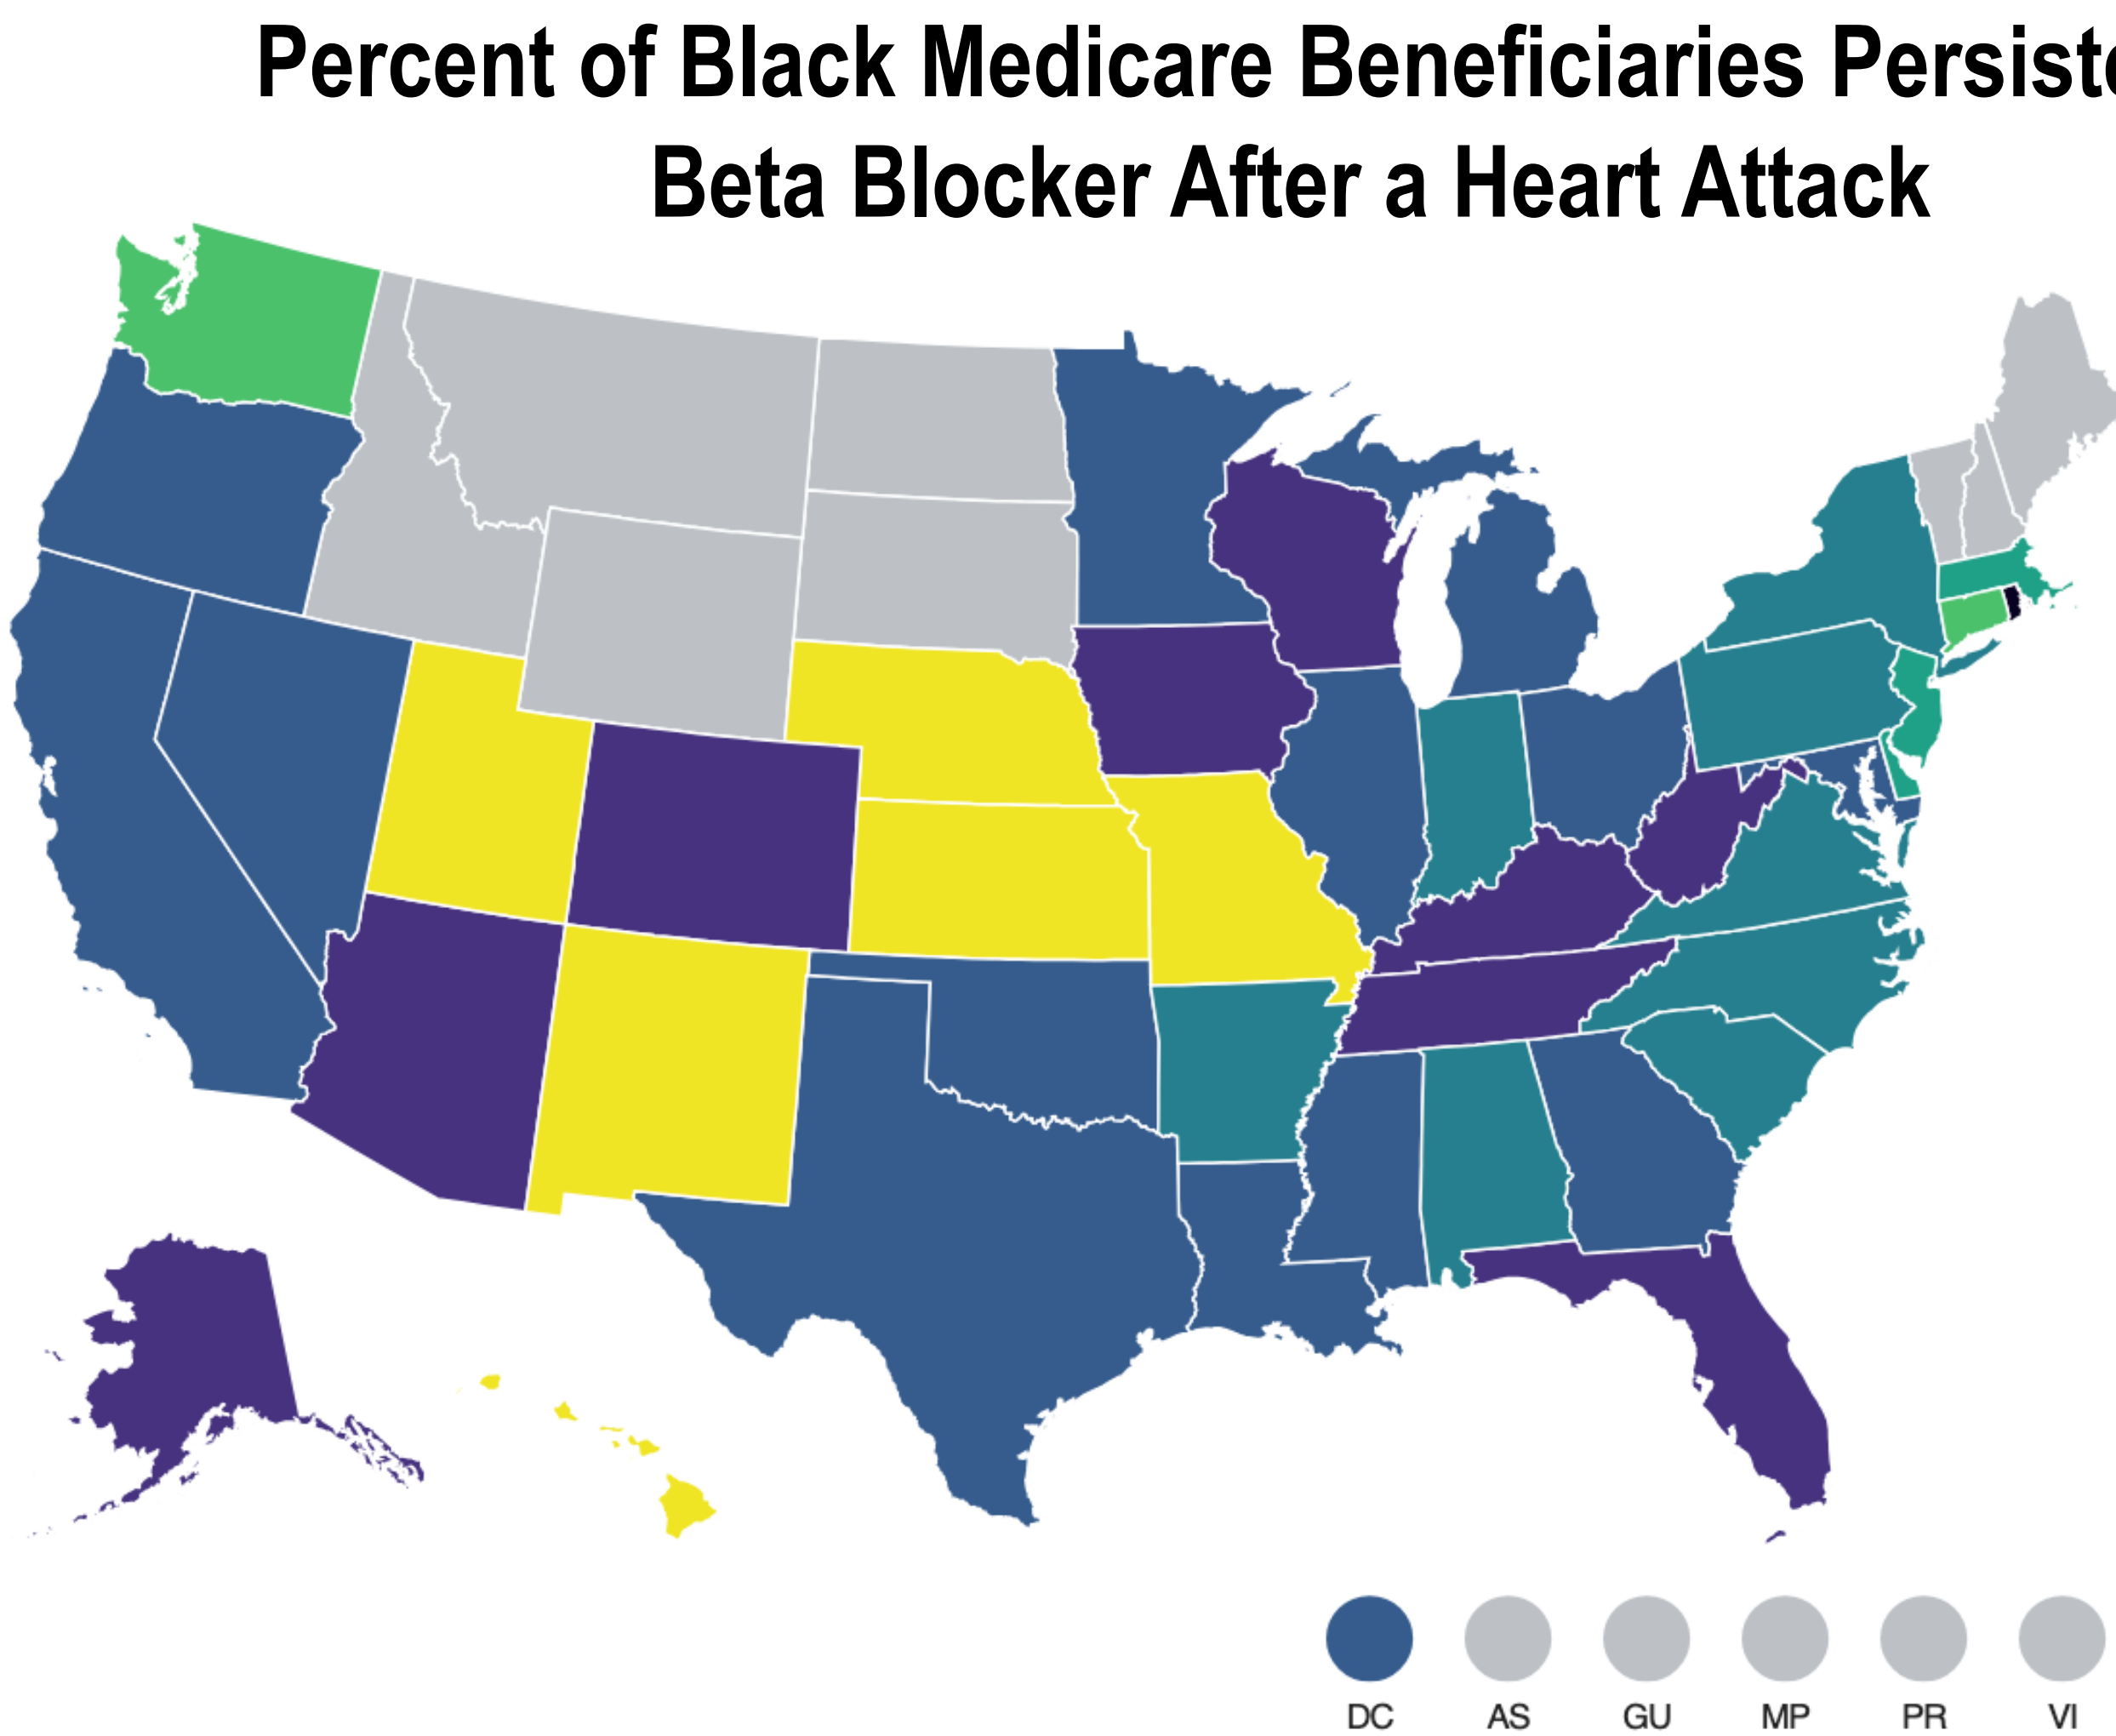 Percent of Black Medicare Beneficiaries
Beta Blocker After a Heart Attack
DC AS GU MP PR VI